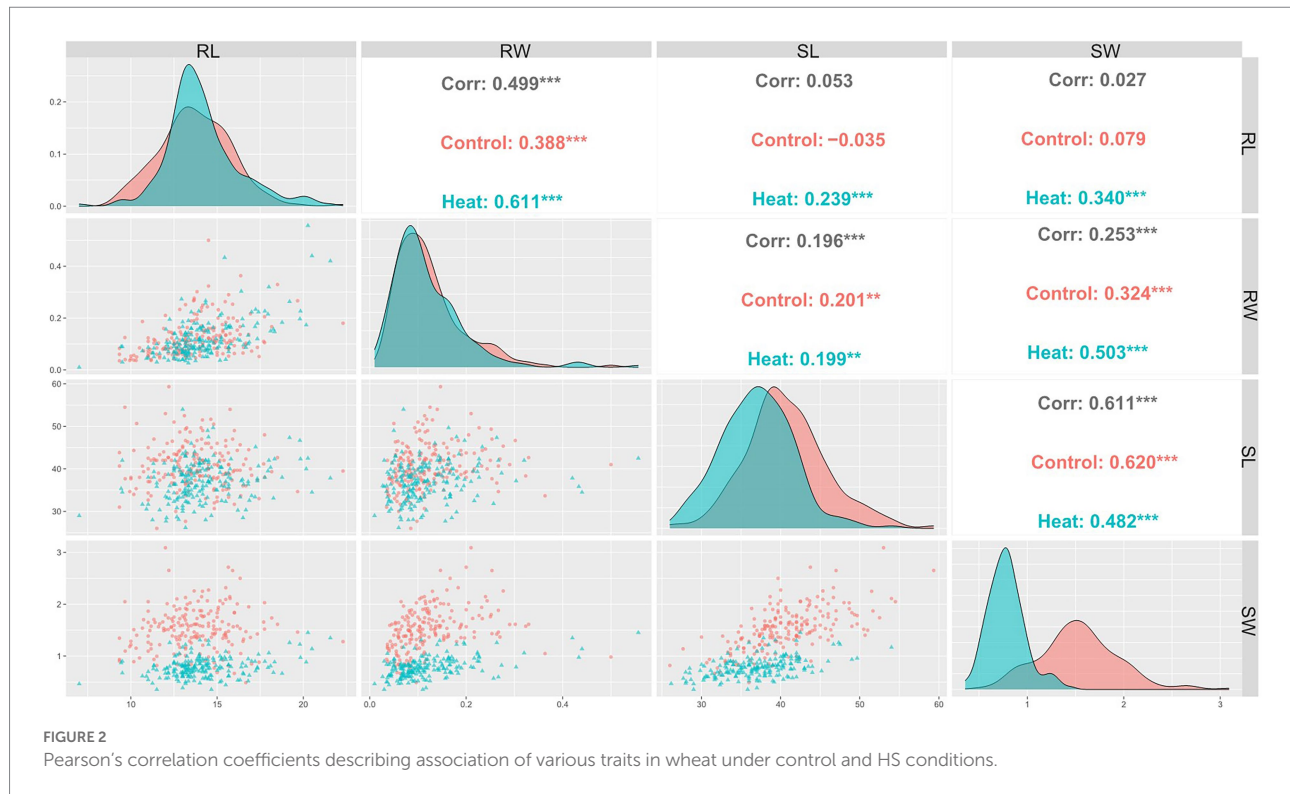 RL RW SL SW
Corr: 0.499*** Corr: 0.053 Corr: 0.027
Control: 0.388*** Control: −0.035 Control: 0.079
Heat: 0.611*** Heat: 0.239*** Heat: 0.340***
RL
0.2
0.1
0.0
Corr: 0.196*** Corr: 0.253***
Control: 0.201** Control: 0.324***
Heat: 0.199** Heat: 0.503***
RW
0.4
0.2
0.0
Corr: 0.611***
Control: 0.620***
Heat: 0.482***
SL
60
50
40
30
SW
3
2
1
10 15 20 0.0 0.2 0.4 30 40 50 60 1 2 3
FIGURE 2
Pearson’s correlation coefficients describing association of various traits in wheat under control and HS conditions.